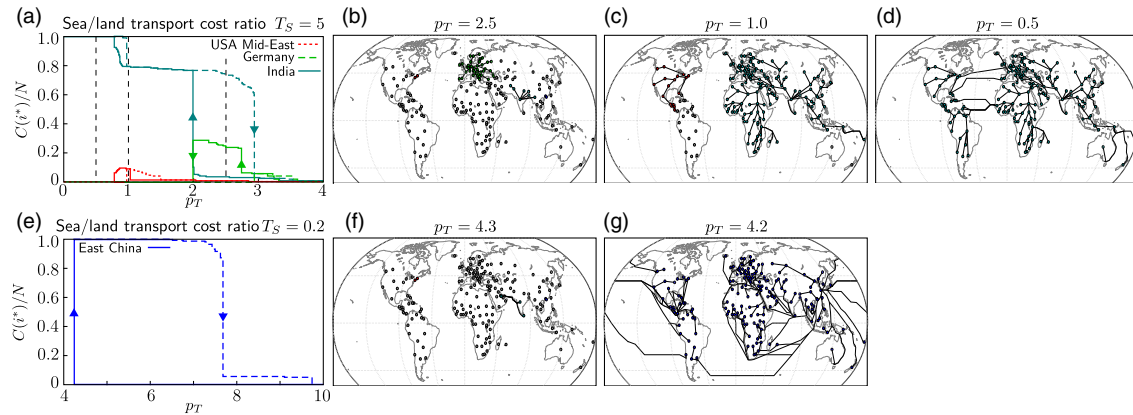 (a) Sea/land transport cost ratio T_S = 5
C(i*)/N
1.0
0.8
0.6
0.4
0.2
0
USA Mid-East
Germany
India
0 1 2 3 4
p_T
(b) p_T = 2.5
(c) p_T = 1.0
(d) p_T = 0.5
(e) Sea/land transport cost ratio T_S = 0.2
C(i*)/N
1.0
0.8
0.6
0.4
0.2
0
East China
4 6 8 10
p_T
(f) p_T = 4.3
(g) p_T = 4.2